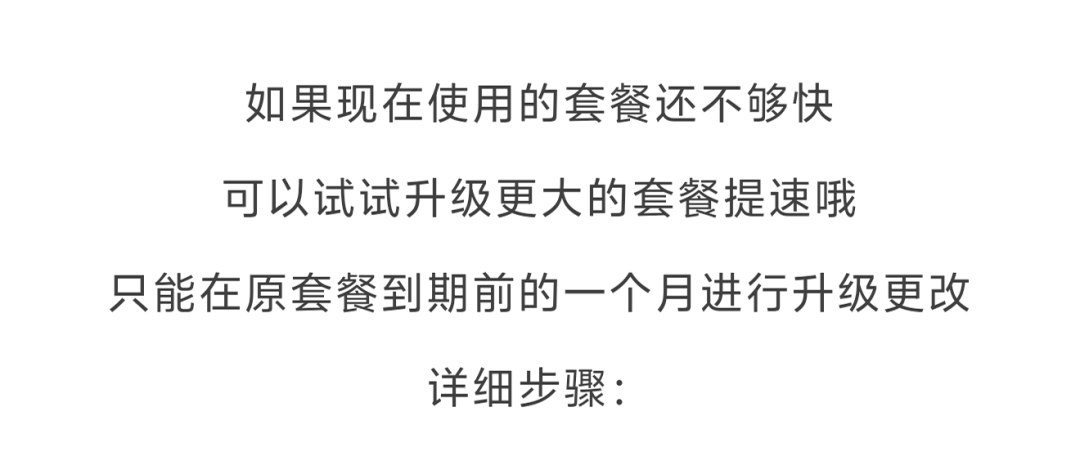 如果现在使用的套餐还不够快
可以试试升级更大的套餐提速哦
只能在原套餐到期前的一个月进行升级更改
详细步骤：